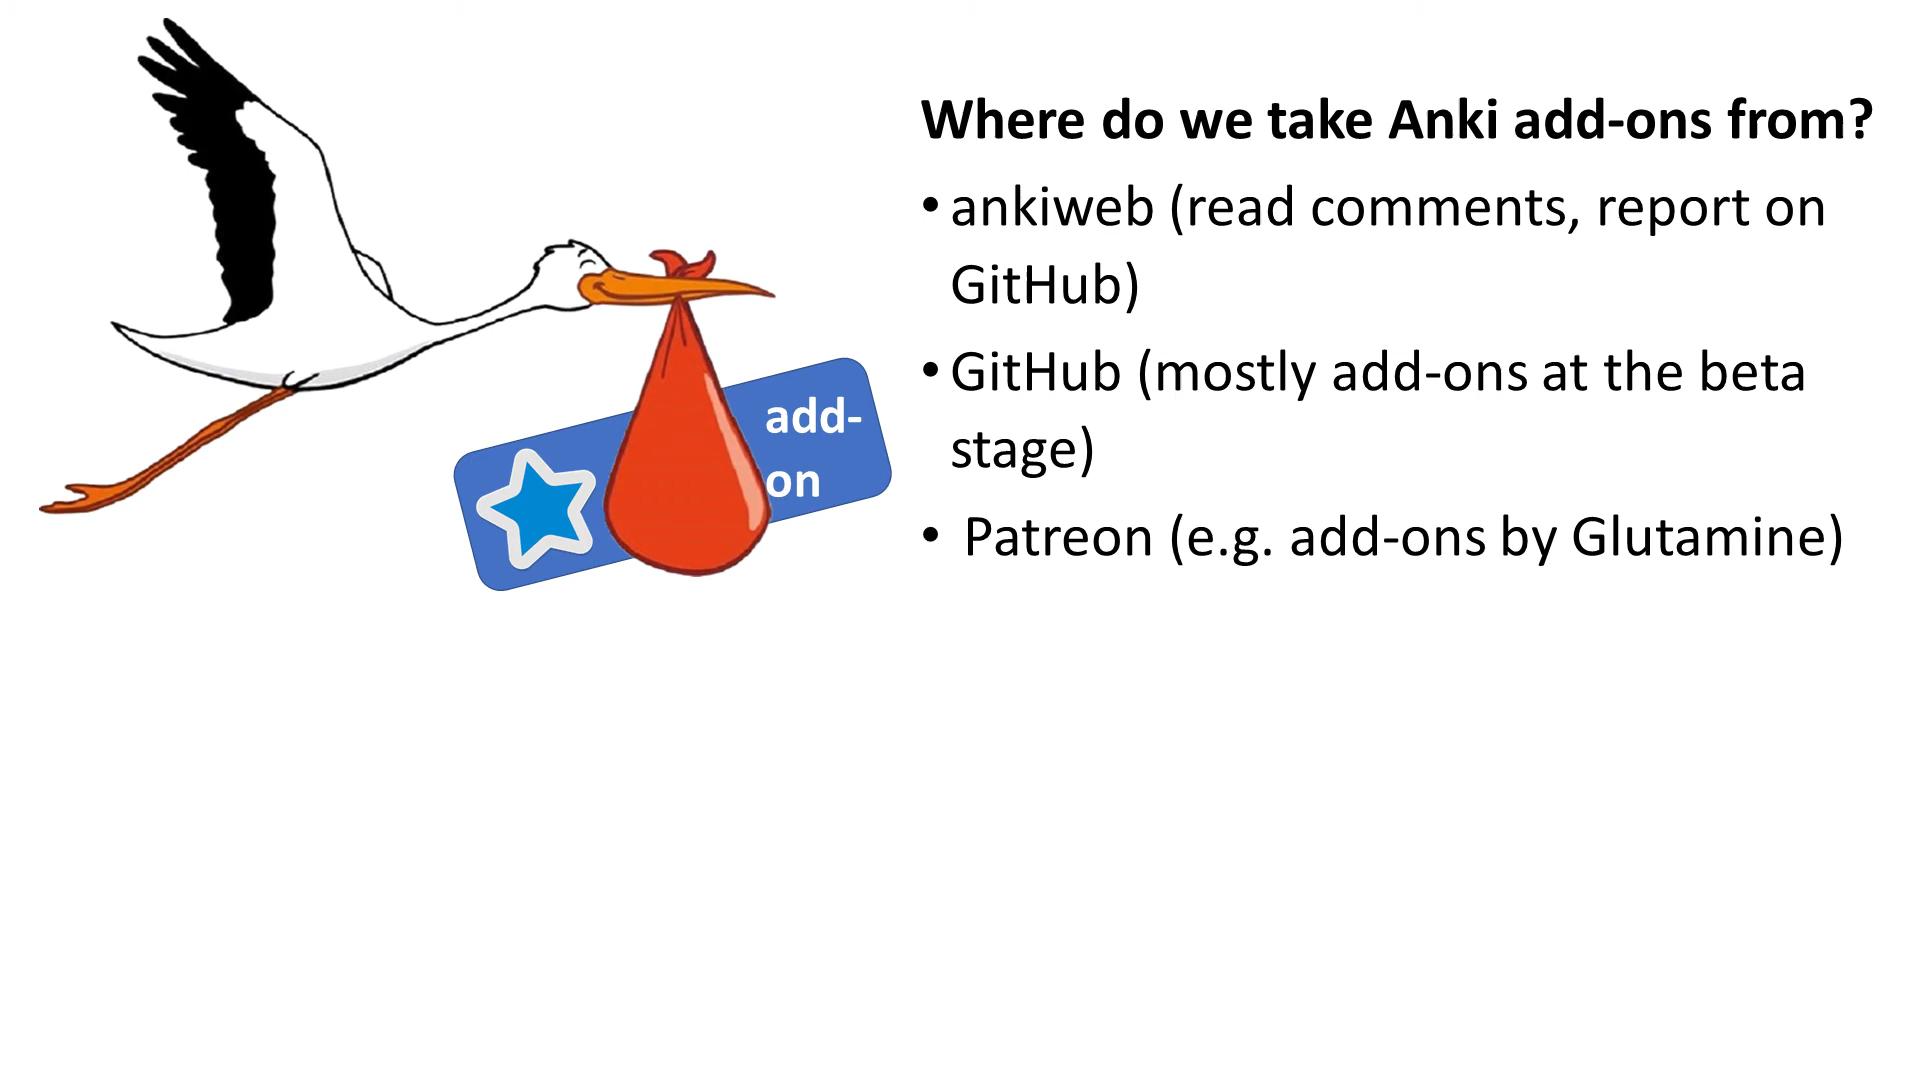 Where do we take Anki add-ons from?
• ankiweb (read comments, report on
GitHub)
• GitHub (mostly add-ons at the beta
stage)
• Patreon (e.g. add-ons by Glutamine)
add-
on